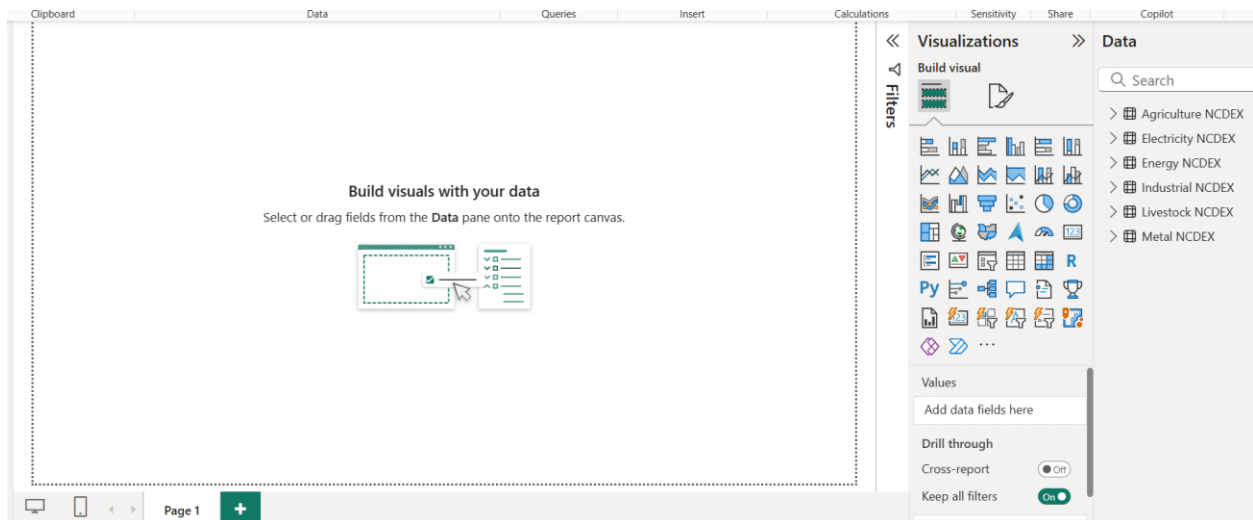 Clipboard Data Queries Insert Calculations Sensitivity Share Copilot
Build visuals with your data
Select or drag fields from the Data pane onto the report canvas.
Page 1
+
Filters
Visualizations
Build visual
123
R
Py
123
...
Values
Add data fields here
Drill through
Cross-report Off
Keep all filters On
Data
Search
Agriculture NCDEX
Electricity NCDEX
Energy NCDEX
Industrial NCDEX
Livestock NCDEX
Metal NCDEX